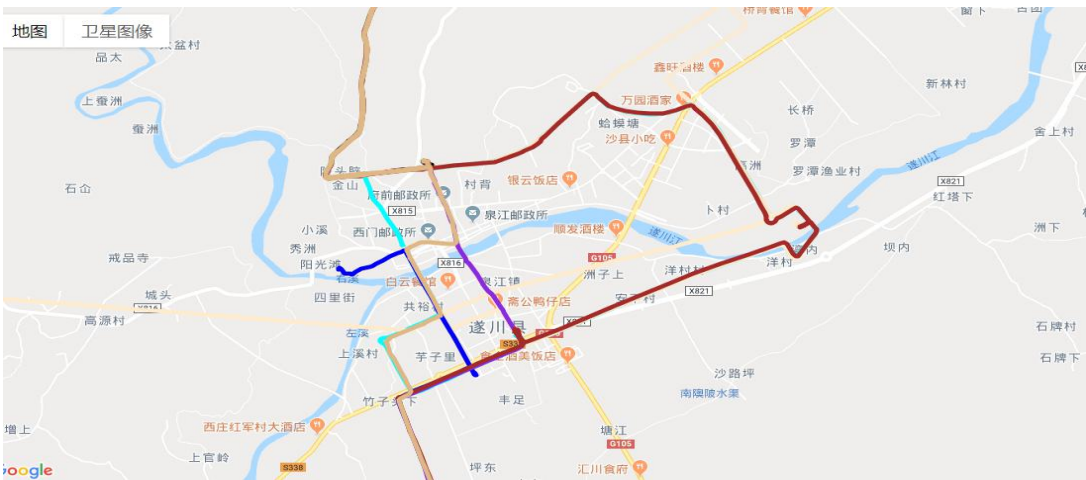 地图 卫星图像
桥背餐馆
窗下
古圆
盆村
品太
鑫旺酒楼
新林村
上蚕洲
万园酒家
长桥
蚕洲
蛤蟆塘
沙县小吃
罗潭
舍上村
遂川江
罗潭渔业村
石仚
金山
银云饭店
村背
X821
红塔下
府前邮政所
X815
泉江邮政所
卜村
小溪
西门邮政所
顺发酒楼
遂川江
洲下
秀洲
坝内
戒品寺
阳光滩
X816
G105
洋村
石溪
白云餐馆
泉江镇
洲子上
洋村村
城头
四里街
X821
X816
共裕村
斋公鸭仔店
高源村
左溪
遂川县
石牌村
上溪村
芋子里
S338
酒美饭店
石牌下
沙路坪
南隩陂水渠
竹子
下
丰足
西庄红军村大酒店
增上
塘江
G105
上官岭
S338
坪东
汇川食府
Google